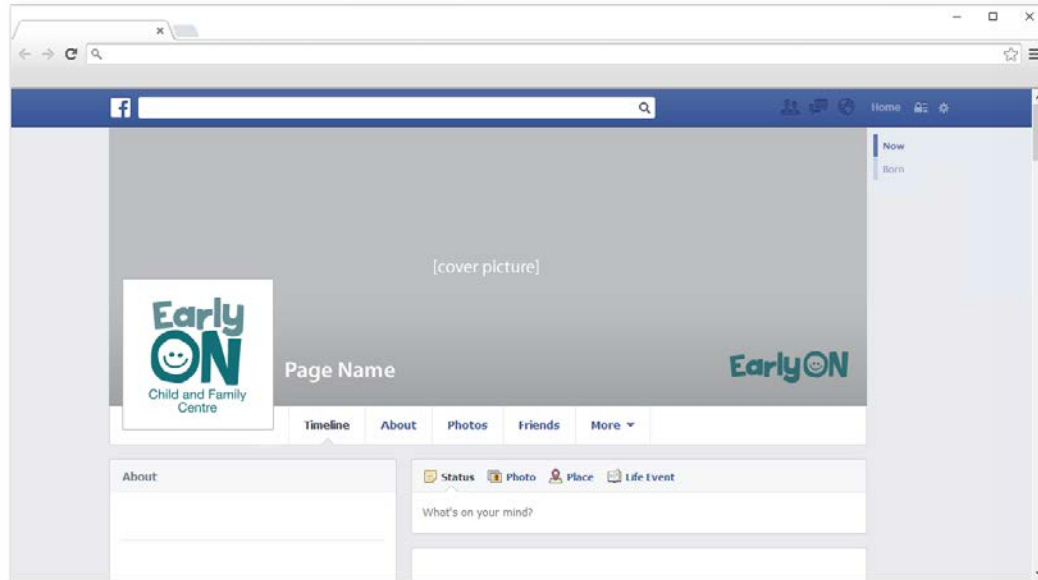 Home
Now
Born
[cover picture]
Early
ON
Child and Family
Centre
Page Name
EarlyON
Timeline
About
Photos
Friends
More
About
Status
Photo
Place
Life Event
What's on your mind?